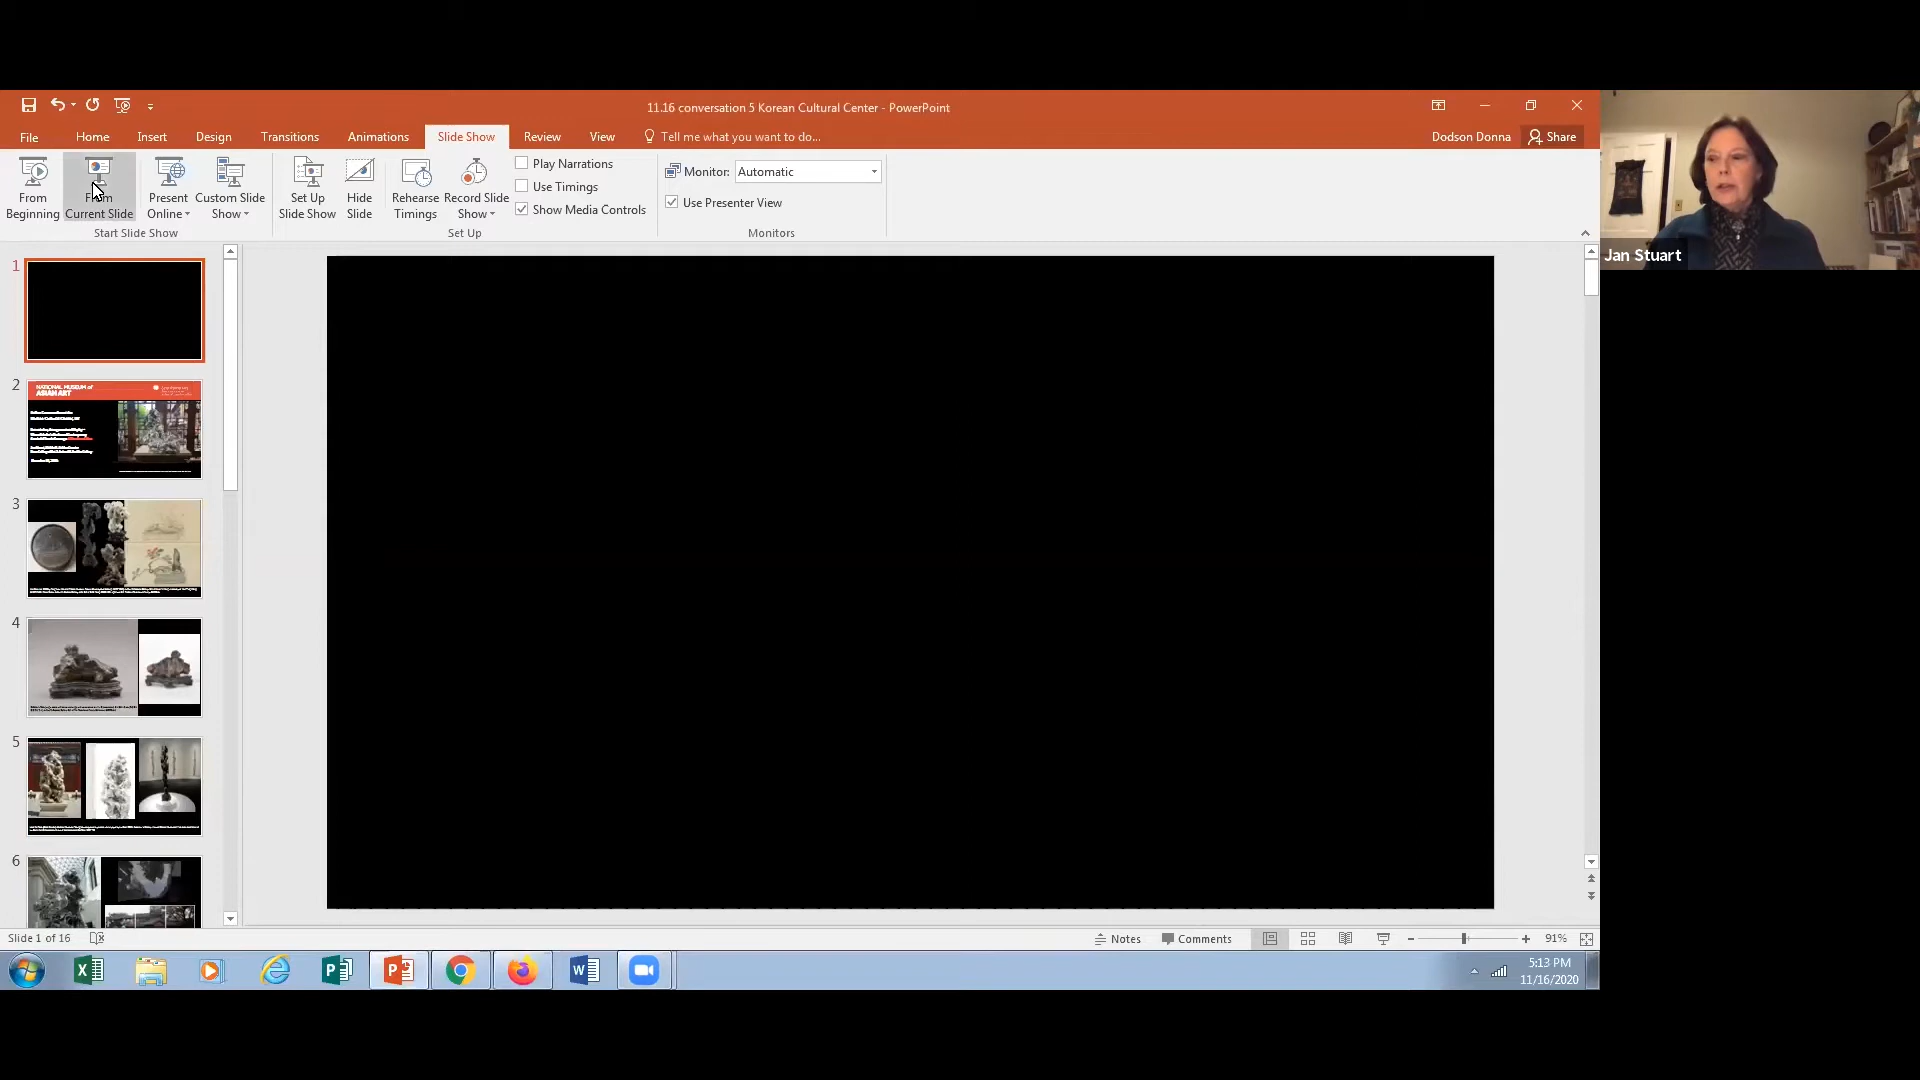 11.16 conversation 5 Korean Cultural Center - PowerPoint
File Home Insert Design Transitions Animations Slide Show Review View Tell me what you want to do... Dodson Donna Share
From Beginning
From Current Slide
Present Online
Custom Slide Show
Set Up Slide Show
Hide Slide
Rehearse Timings
Record Slide Show
Play Narrations
Use Timings
Show Media Controls
Monitor: Automatic
Use Presenter View
Start Slide Show
Set Up
Monitors
Jan Stuart
1
2
NATIONAL MUSEUM of
ASIAN ART
3
4
5
6
Slide 1 of 16
Notes Comments 91%
5:13 PM
11/16/2020